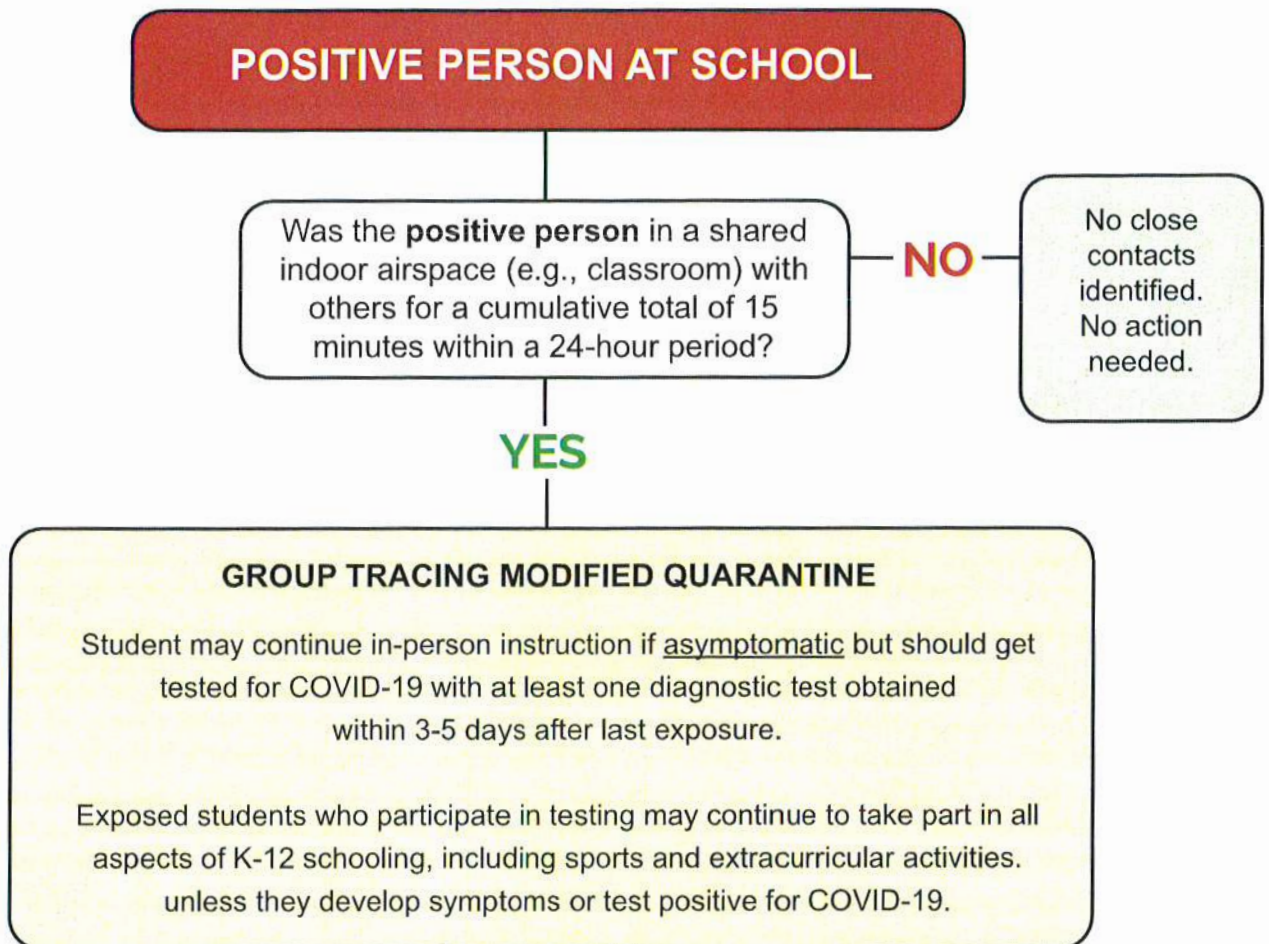 POSITIVE PERSON AT SCHOOL
Was the positive person in a shared
indoor airspace (e.g., classroom) with
others for a cumulative total of 15
minutes within a 24-hour period?
NO
No close
contacts
identified.
No action
needed.
YES
GROUP TRACING MODIFIED QUARANTINE
Student may continue in-person instruction if asymptomatic but should get
tested for COVID-19 with at least one diagnostic test obtained
within 3-5 days after last exposure.
Exposed students who participate in testing may continue to take part in all
aspects of K-12 schooling, including sports and extracurricular activities.
unless they develop symptoms or test positive for COVID-19.